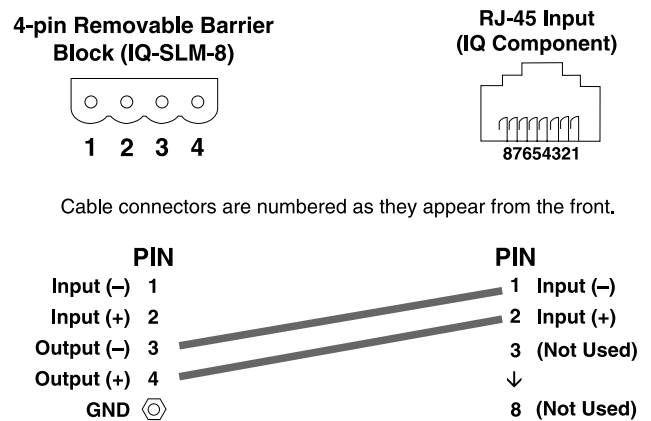 4-pin Removable Barrier
Block (IQ-SLM-8)
RJ-45 Input
(IQ Component)
1 2 3 4
87654321
Cable connectors are numbered as they appear from the front.
PIN PIN
Input (–) 1 1 Input (–)
Input (+) 2 2 Input (+)
Output (–) 3 3 (Not Used)
Output (+) 4 ↓
GND 8 (Not Used)